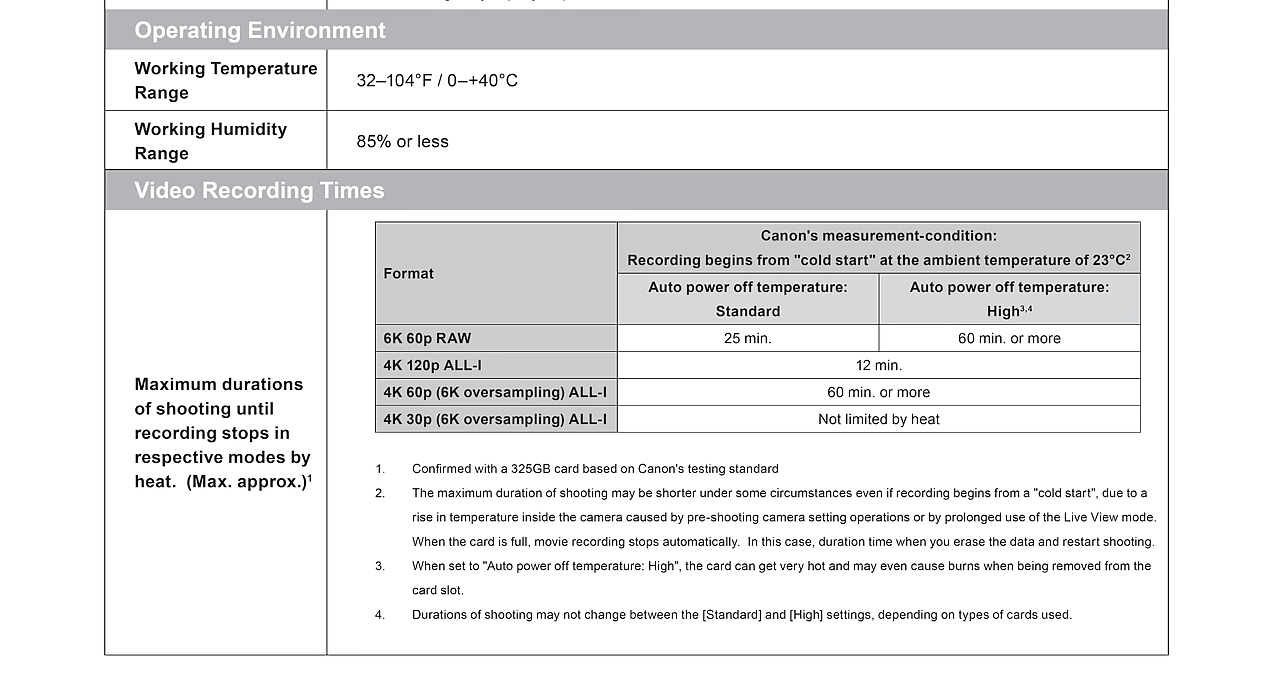 Operating Environment
Working Temperature
Range
32–104°F / 0–+40°C
Working Humidity
Range
85% or less
Video Recording Times
Maximum durations
of shooting until
recording stops in
respective modes by
heat.  (Max. approx.)¹
Format
Canon's measurement-condition:
Recording begins from "cold start" at the ambient temperature of 23°C²
Auto power off temperature:
Standard
Auto power off temperature:
High³,⁴
6K 60p RAW
25 min.
60 min. or more
4K 120p ALL-I
12 min.
4K 60p (6K oversampling) ALL-I
60 min. or more
4K 30p (6K oversampling) ALL-I
Not limited by heat
1. Confirmed with a 325GB card based on Canon's testing standard
2. The maximum duration of shooting may be shorter under some circumstances even if recording begins from a "cold start", due to a
rise in temperature inside the camera caused by pre-shooting camera setting operations or by prolonged use of the Live View mode.
When the card is full, movie recording stops automatically.  In this case, duration time when you erase the data and restart shooting.
3. When set to "Auto power off temperature: High", the card can get very hot and may even cause burns when being removed from the
card slot.
4. Durations of shooting may not change between the [Standard] and [High] settings, depending on types of cards used.